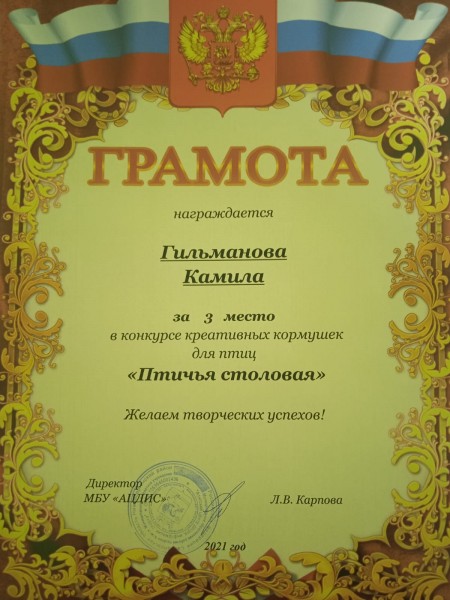 ГРАМОТА
награждается
Гильманова
Камила
за 3 место
в конкурсе креативных кормушек
для птиц
«Птичья столовая»
Желаем творческих успехов!
Директор
МБУ «АЦДИС»
Л.В. Карпова
2021 год